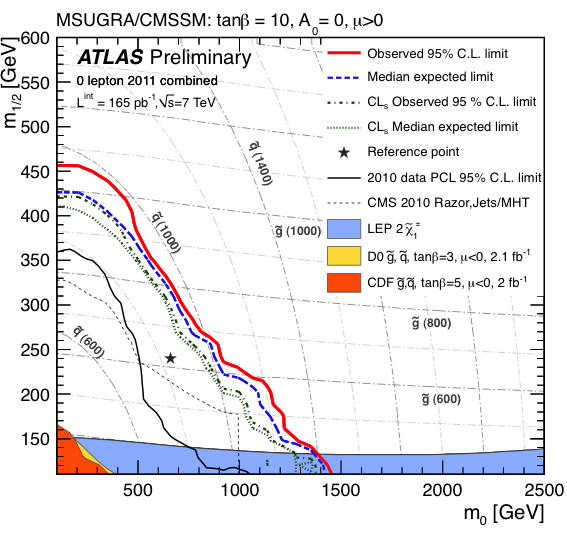 MSUGRA/CMSSM: tanβ = 10, A₀= 0, μ>0
m₁/₂ [GeV]
600
550
500
450
400
350
300
250
200
150
ATLAS Preliminary
0 lepton 2011 combined
Lⁱⁿᵗ = 165 pb⁻¹,√s=7 TeV
Observed 95% C.L. limit
Median expected limit
CLₛ Observed 95 % C.L. limit
CLₛ Median expected limit
Reference point
2010 data PCL 95% C.L. limit
CMS 2010 Razor,Jets/MHT
LEP 2 χ̃₁±
D0 g̃, q̃, tanβ=3, μ<0, 2.1 fb⁻¹
CDF g̃,q̃, tanβ=5, μ<0, 2 fb⁻¹
q̃ (1400)
q̃ (1000)
g̃ (1000)
g̃ (800)
q̃ (600)
g̃ (600)
500
1000
1500
2000
2500
m₀ [GeV]